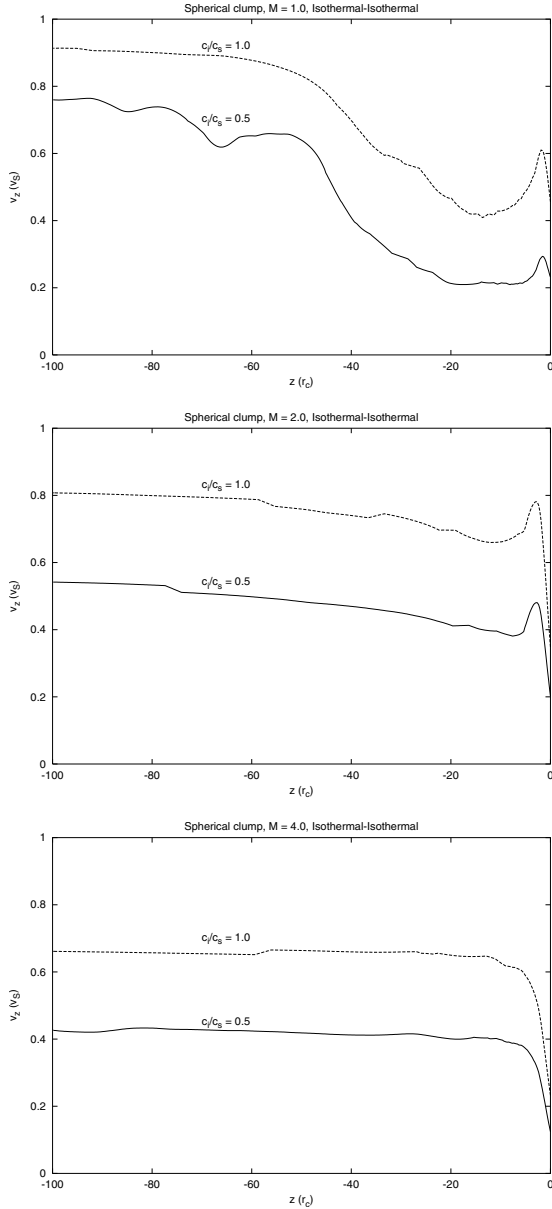 Spherical clump, M = 1.0, Isothermal-Isothermal
1
0.8
0.6
0.4
0.2
0
v_z (v_S)
c_i/c_s = 1.0
c_i/c_s = 0.5
-100 -80 -60 -40 -20 0
z (r_c)
Spherical clump, M = 2.0, Isothermal-Isothermal
1
0.8
0.6
0.4
0.2
0
v_z (v_S)
c_i/c_s = 1.0
c_i/c_s = 0.5
-100 -80 -60 -40 -20 0
z (r_c)
Spherical clump, M = 4.0, Isothermal-Isothermal
1
0.8
0.6
0.4
0.2
0
v_z (v_S)
c_i/c_s = 1.0
c_i/c_s = 0.5
-100 -80 -60 -40 -20 0
z (r_c)